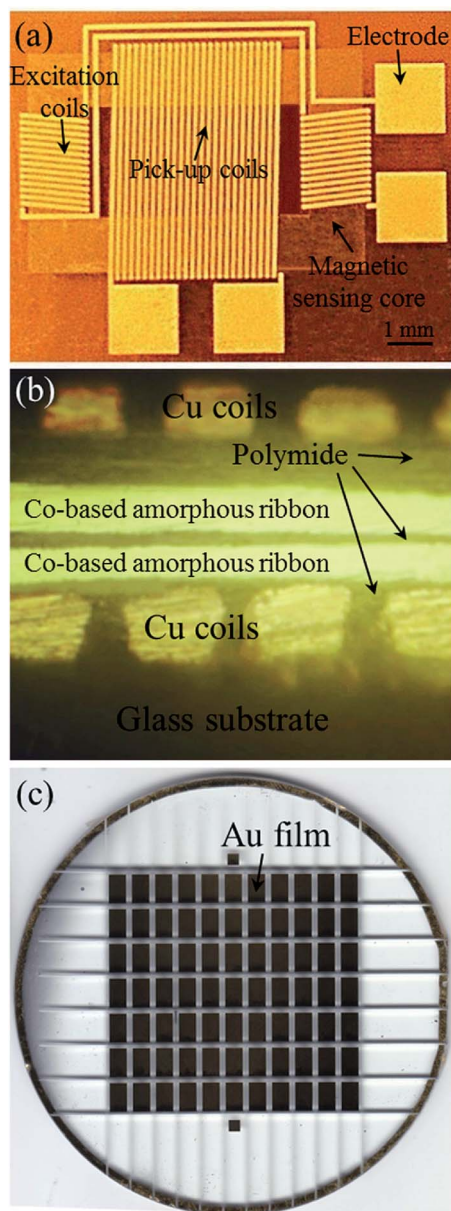 (a)
Electrode
Excitation
coils
Pick-up coils
Magnetic
sensing core
1 mm
(b)
Cu coils
Polymide
Co-based amorphous ribbon
Co-based amorphous ribbon
Cu coils
Glass substrate
(c)
Au film